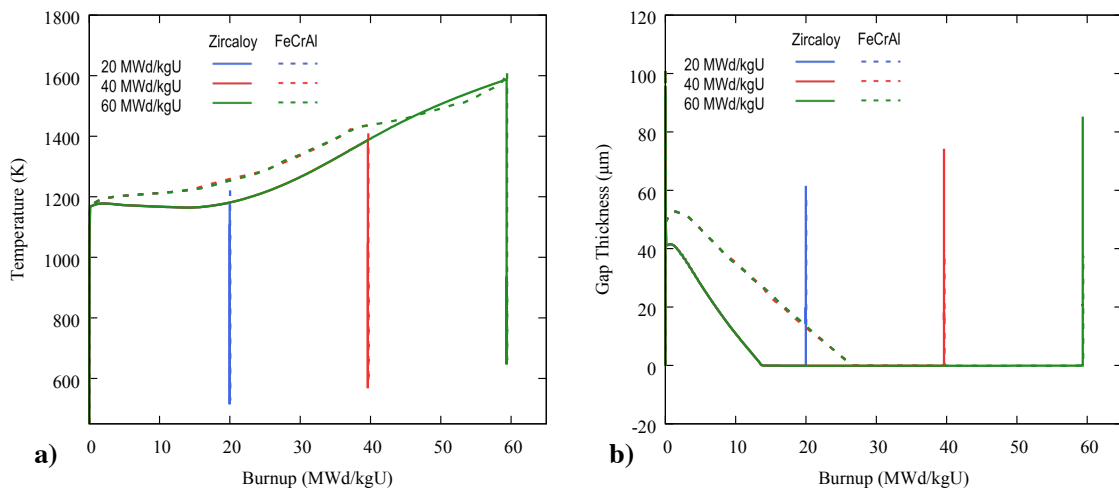 1800
1600
1400
1200
1000
800
600
Temperature (K)
Zircaloy FeCrAl
20 MWd/kgU
40 MWd/kgU
60 MWd/kgU
0 10 20 30 40 50 60
Burnup (MWd/kgU)
a)
120
100
80
60
40
20
0
-20
Gap Thickness (μm)
Zircaloy FeCrAl
20 MWd/kgU
40 MWd/kgU
60 MWd/kgU
0 10 20 30 40 50 60
Burnup (MWd/kgU)
b)